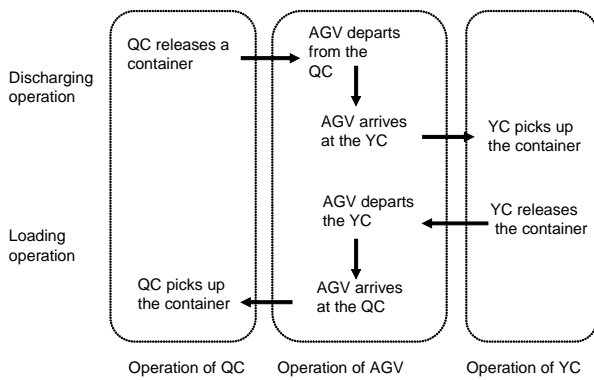 QC releases a
container
AGV departs
from the
QC
Discharging
operation
AGV arrives
at the YC
YC picks up
the container
AGV departs
the YC
YC releases
the container
Loading
operation
QC picks up
the container
AGV arrives
at the QC
Operation of QC
Operation of AGV
Operation of YC